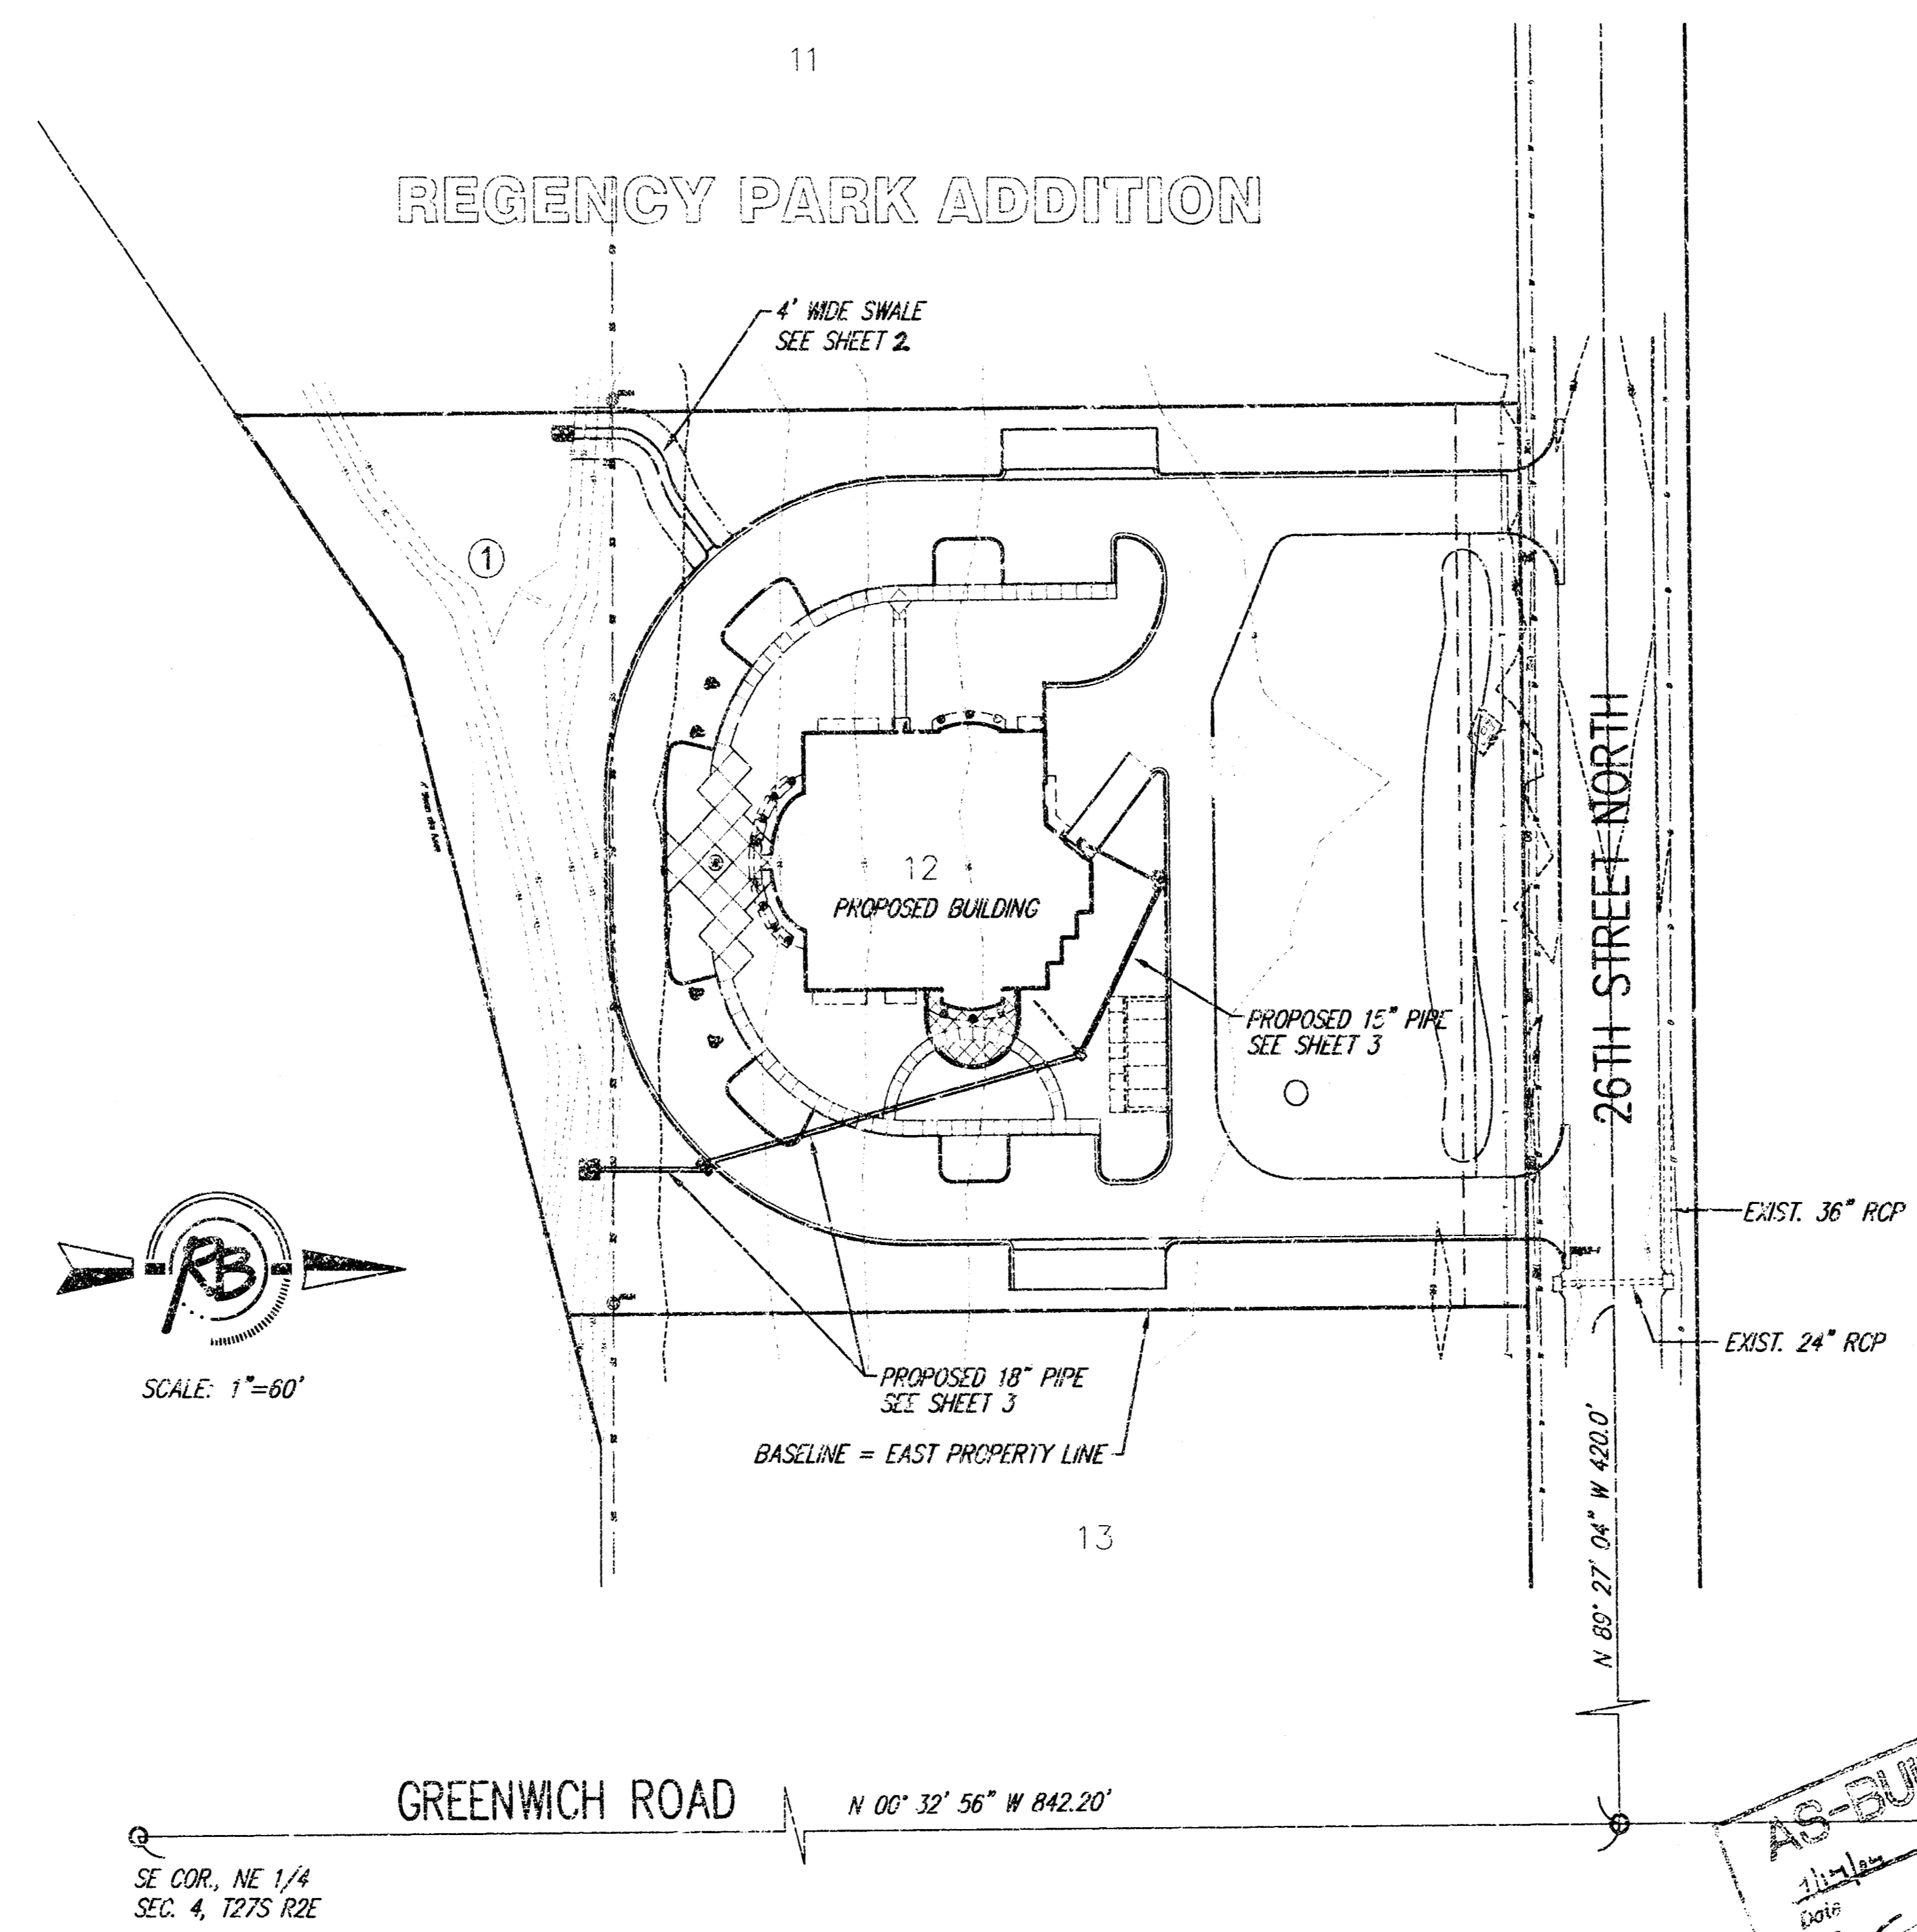 11
REGENCY PARK ADDITION
4' WIDE SWALE
SEE SHEET 2
1
12
PROPOSED BUILDING
26TH STREET NORTH
PROPOSED 15" PIPE
SEE SHEET 3
EXIST. 36" RCP
EXIST. 24" RCP
RB
SCALE: 1"=60'
PROPOSED 18" PIPE
SEE SHEET 3
BASELINE = EAST PROPERTY LINE
13
N 89° 27' 04" W 420.0'
GREENWICH ROAD
N 00° 32' 56" W 842.20'
SE COR., NE 1/4
SEC. 4, T27S R2E
Date